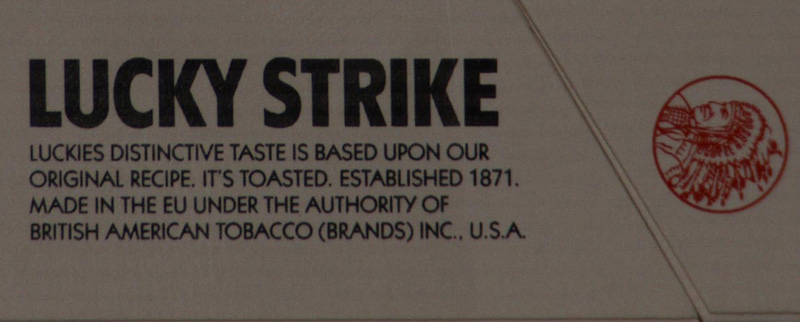 LUCKY STRIKE
LUCKIES DISTINCTIVE TASTE IS BASED UPON OUR
ORIGINAL RECIPE. IT'S TOASTED. ESTABLISHED 1871.
MADE IN THE EU UNDER THE AUTHORITY OF
BRITISH AMERICAN TOBACCO (BRANDS) INC., U.S.A.